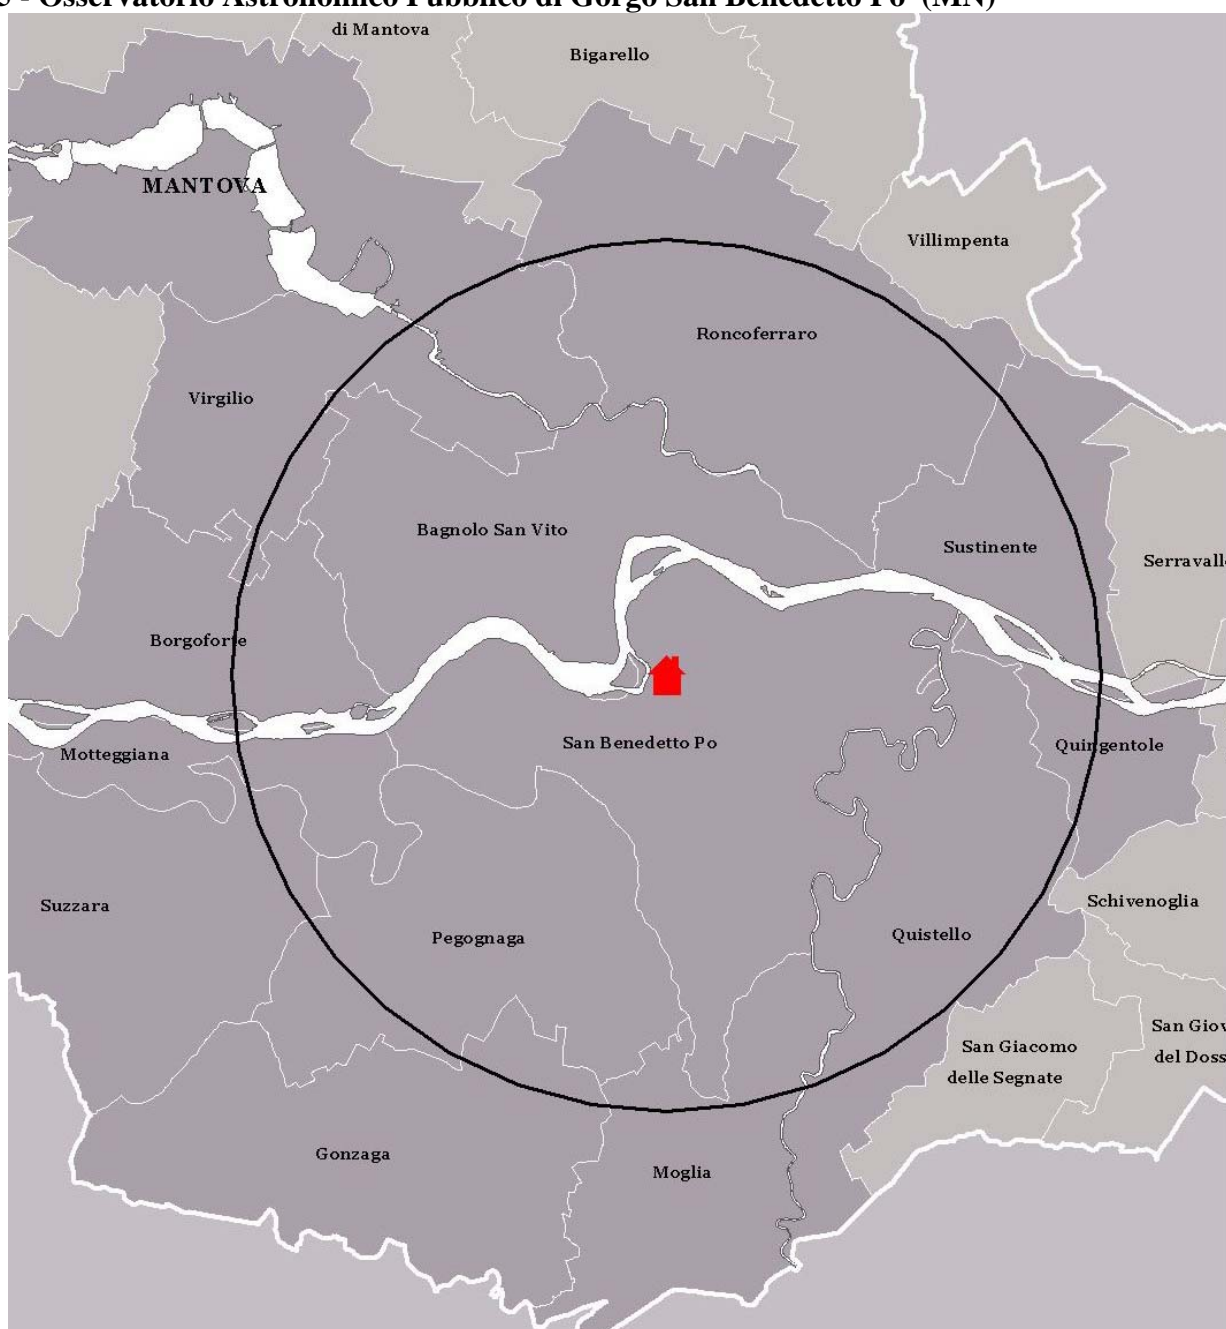 - Osservatorio Astronomico Pubblico di Gorgo San Benedetto Po (MN)
di Mantova
Bigarello
MANTOVA
Villimpenta
Roncoferraro
Virgilio
Bagnolo San Vito
Sustinente
Serravall
Borgoforte
San Benedetto Po
Quingentole
Motteggiana
Schivenoglia
Suzzara
Pegognaga
Quistello
San Giov
del Doss
San Giacomo
delle Segnate
Gonzaga
Moglia